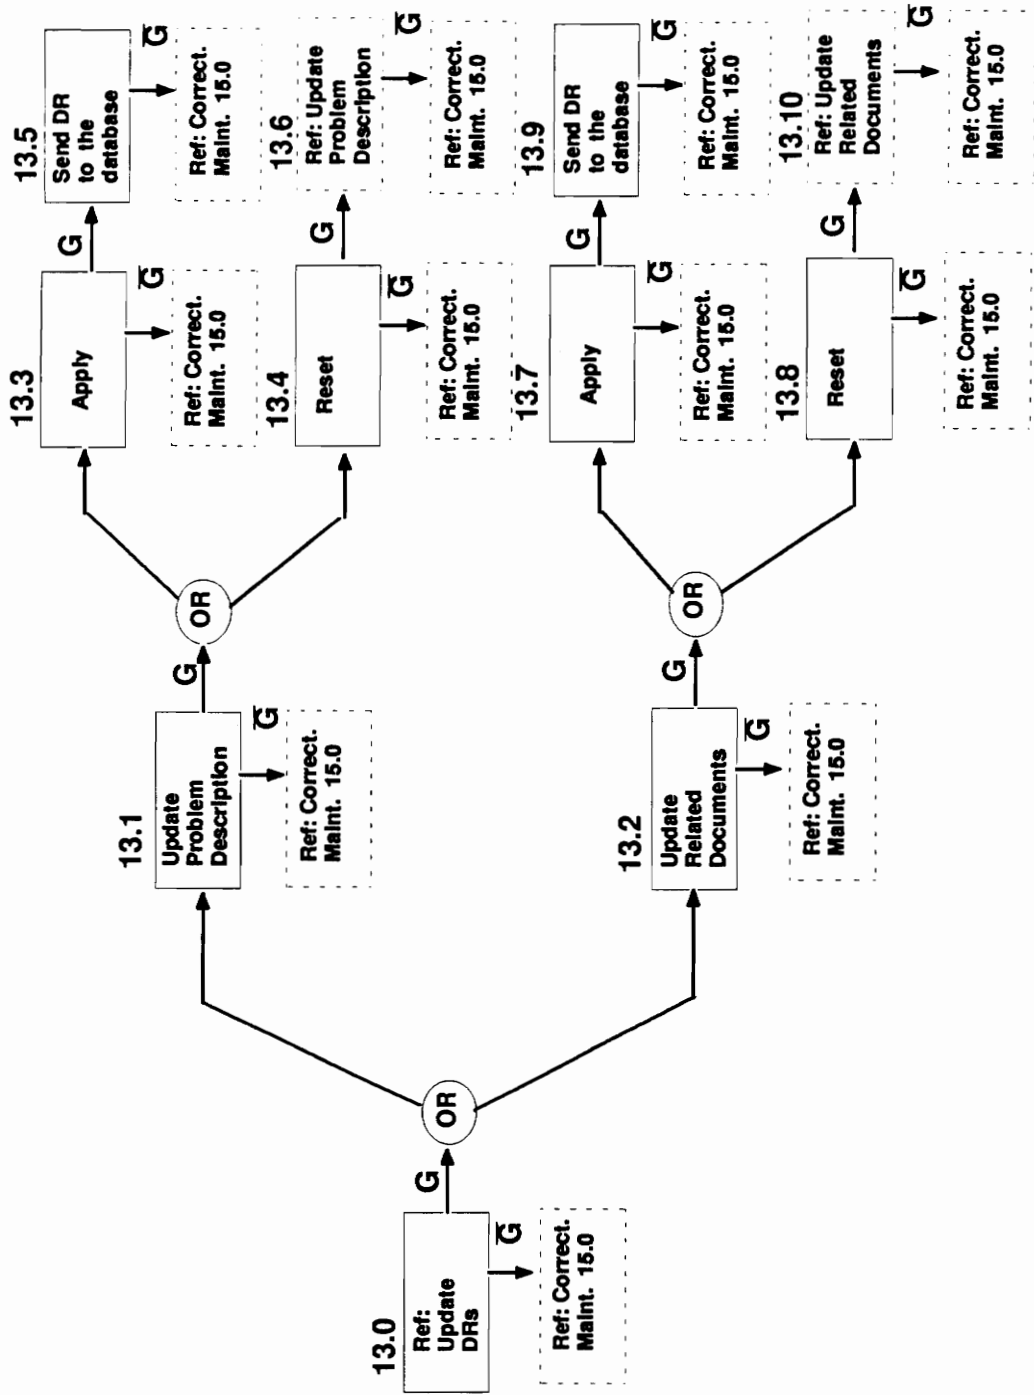 13.0
Ref:
Update
DRs
G
G
Ref: Correct.
Maint. 15.0
OR
13.1
Update
Problem
Description
G
G
Ref: Correct.
Maint. 15.0
OR
13.2
Update
Related
Documents
G
G
Ref: Correct.
Maint. 15.0
OR
13.3
Apply
G
G
Ref: Correct.
Maint. 15.0
13.4
Reset
G
G
Ref: Correct.
Maint. 15.0
13.5
Send DR
to the
database
G
Ref: Correct.
Maint. 15.0
13.6
Ref: Update
Problem
Description
G
Ref: Correct.
Maint. 15.0
13.7
Apply
G
G
Ref: Correct.
Maint. 15.0
13.8
Reset
G
G
Ref: Correct.
Maint. 15.0
13.9
Send DR
to the
database
G
Ref: Correct.
Maint. 15.0
13.10
Ref: Update
Related
Documents
G
Ref: Correct.
Maint. 15.0